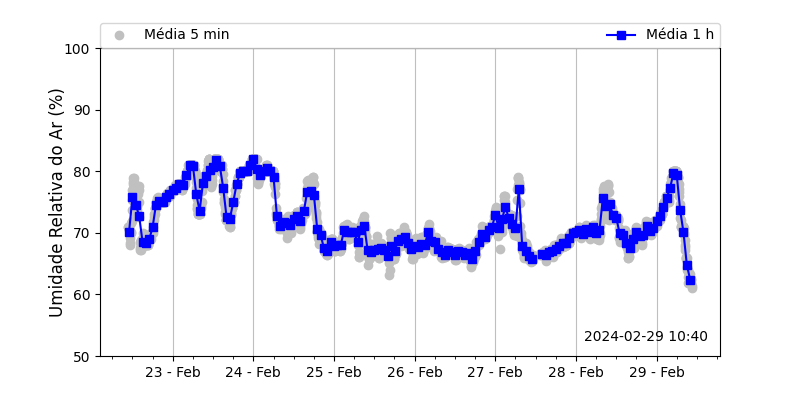 Média 5 min
Média 1 h
Umidade Relativa do Ar (%)
100
90
80
70
60
50
2024-02-29 10:40
23 - Feb
24 - Feb
25 - Feb
26 - Feb
27 - Feb
28 - Feb
29 - Feb